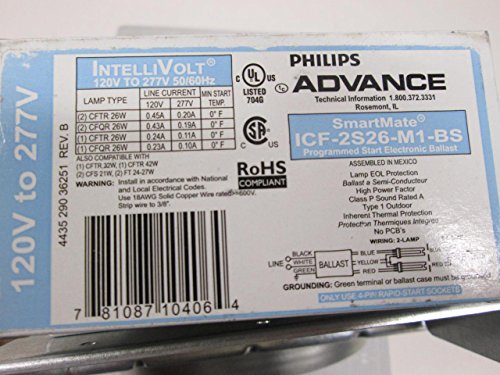 120V to 277V
4435 290 36251 REV. B
INTELLIVOLT®
120V TO 277V 50/60Hz
LAMP TYPE LINE CURRENT MIN START TEMP
120V 277V
(2) CFTR 26W 0.45A 0.20A 0° F
(2) CFQR 26W 0.43A 0.19A 0° F
(1) CFTR 26W 0.24A 0.11A 0° F
(1) CFQR 26W 0.23A 0.10A 0° F
ALSO COMPATIBLE WITH
(1) CFTR 32W, (1) CFTR 42W
(2) CFS 21W, (2) FT 24-27W
WARNING: Install in accordance with National
and Local Electrical Codes.
Use 18AWG Solid Copper Wire rated>=600V.
Strip wire to 3/8".
7 81087 10406 4
C UL US
LISTED
704G
SA
RoHS
COMPLIANT
PHILIPS
ADVANCE
Technical Information 1.800.372.3331
Rosemont, IL
SmartMate®
ICF-2S26-M1-BS
Programmed Start Electronic Ballast
ASSEMBLED IN MEXICO
Lamp EOL Protection
Ballast a Semi-Conducteur
High Power Factor
Class P Sound Rated A
Type 1 Outdoor
Inherent Thermal Protection
Protection Thermiques Integree
No PCB's
WIRING: 2-LAMP
LINE
BLACK
WHITE
GREEN
BALLAST
BLUE
YELLOW
RED
BLUE
RED
GROUNDING: Green terminal or ballast case must be grounded
ONLY USE 4-PIN RAPID-START SOCKETS